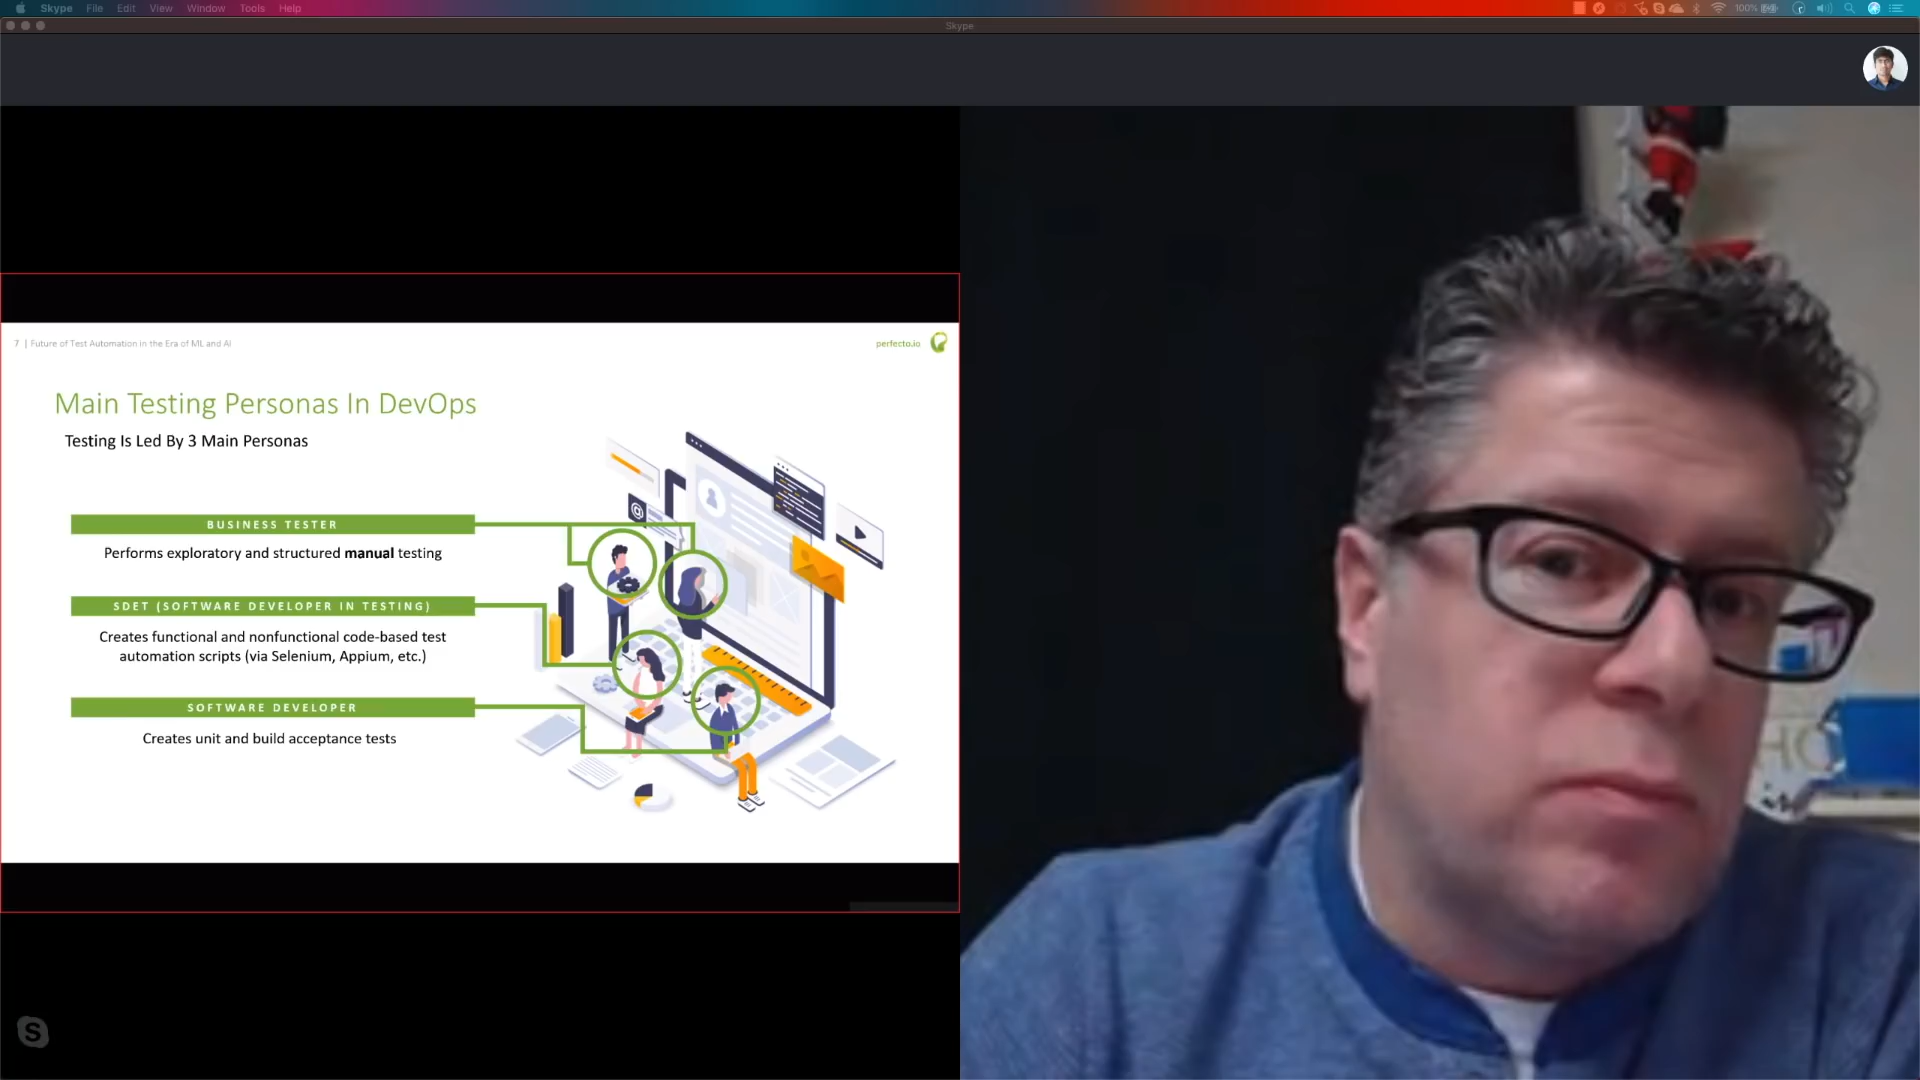 Skype File Edit View Window Tools Help
100%
Skype
7 | Future of Test Automation in the Era of ML and AI
perfecto.io
Main Testing Personas In DevOps
Testing Is Led By 3 Main Personas
BUSINESS TESTER
Performs exploratory and structured manual testing
SDET (SOFTWARE DEVELOPER IN TESTING)
Creates functional and nonfunctional code-based test
automation scripts (via Selenium, Appium, etc.)
SOFTWARE DEVELOPER
Creates unit and build acceptance tests